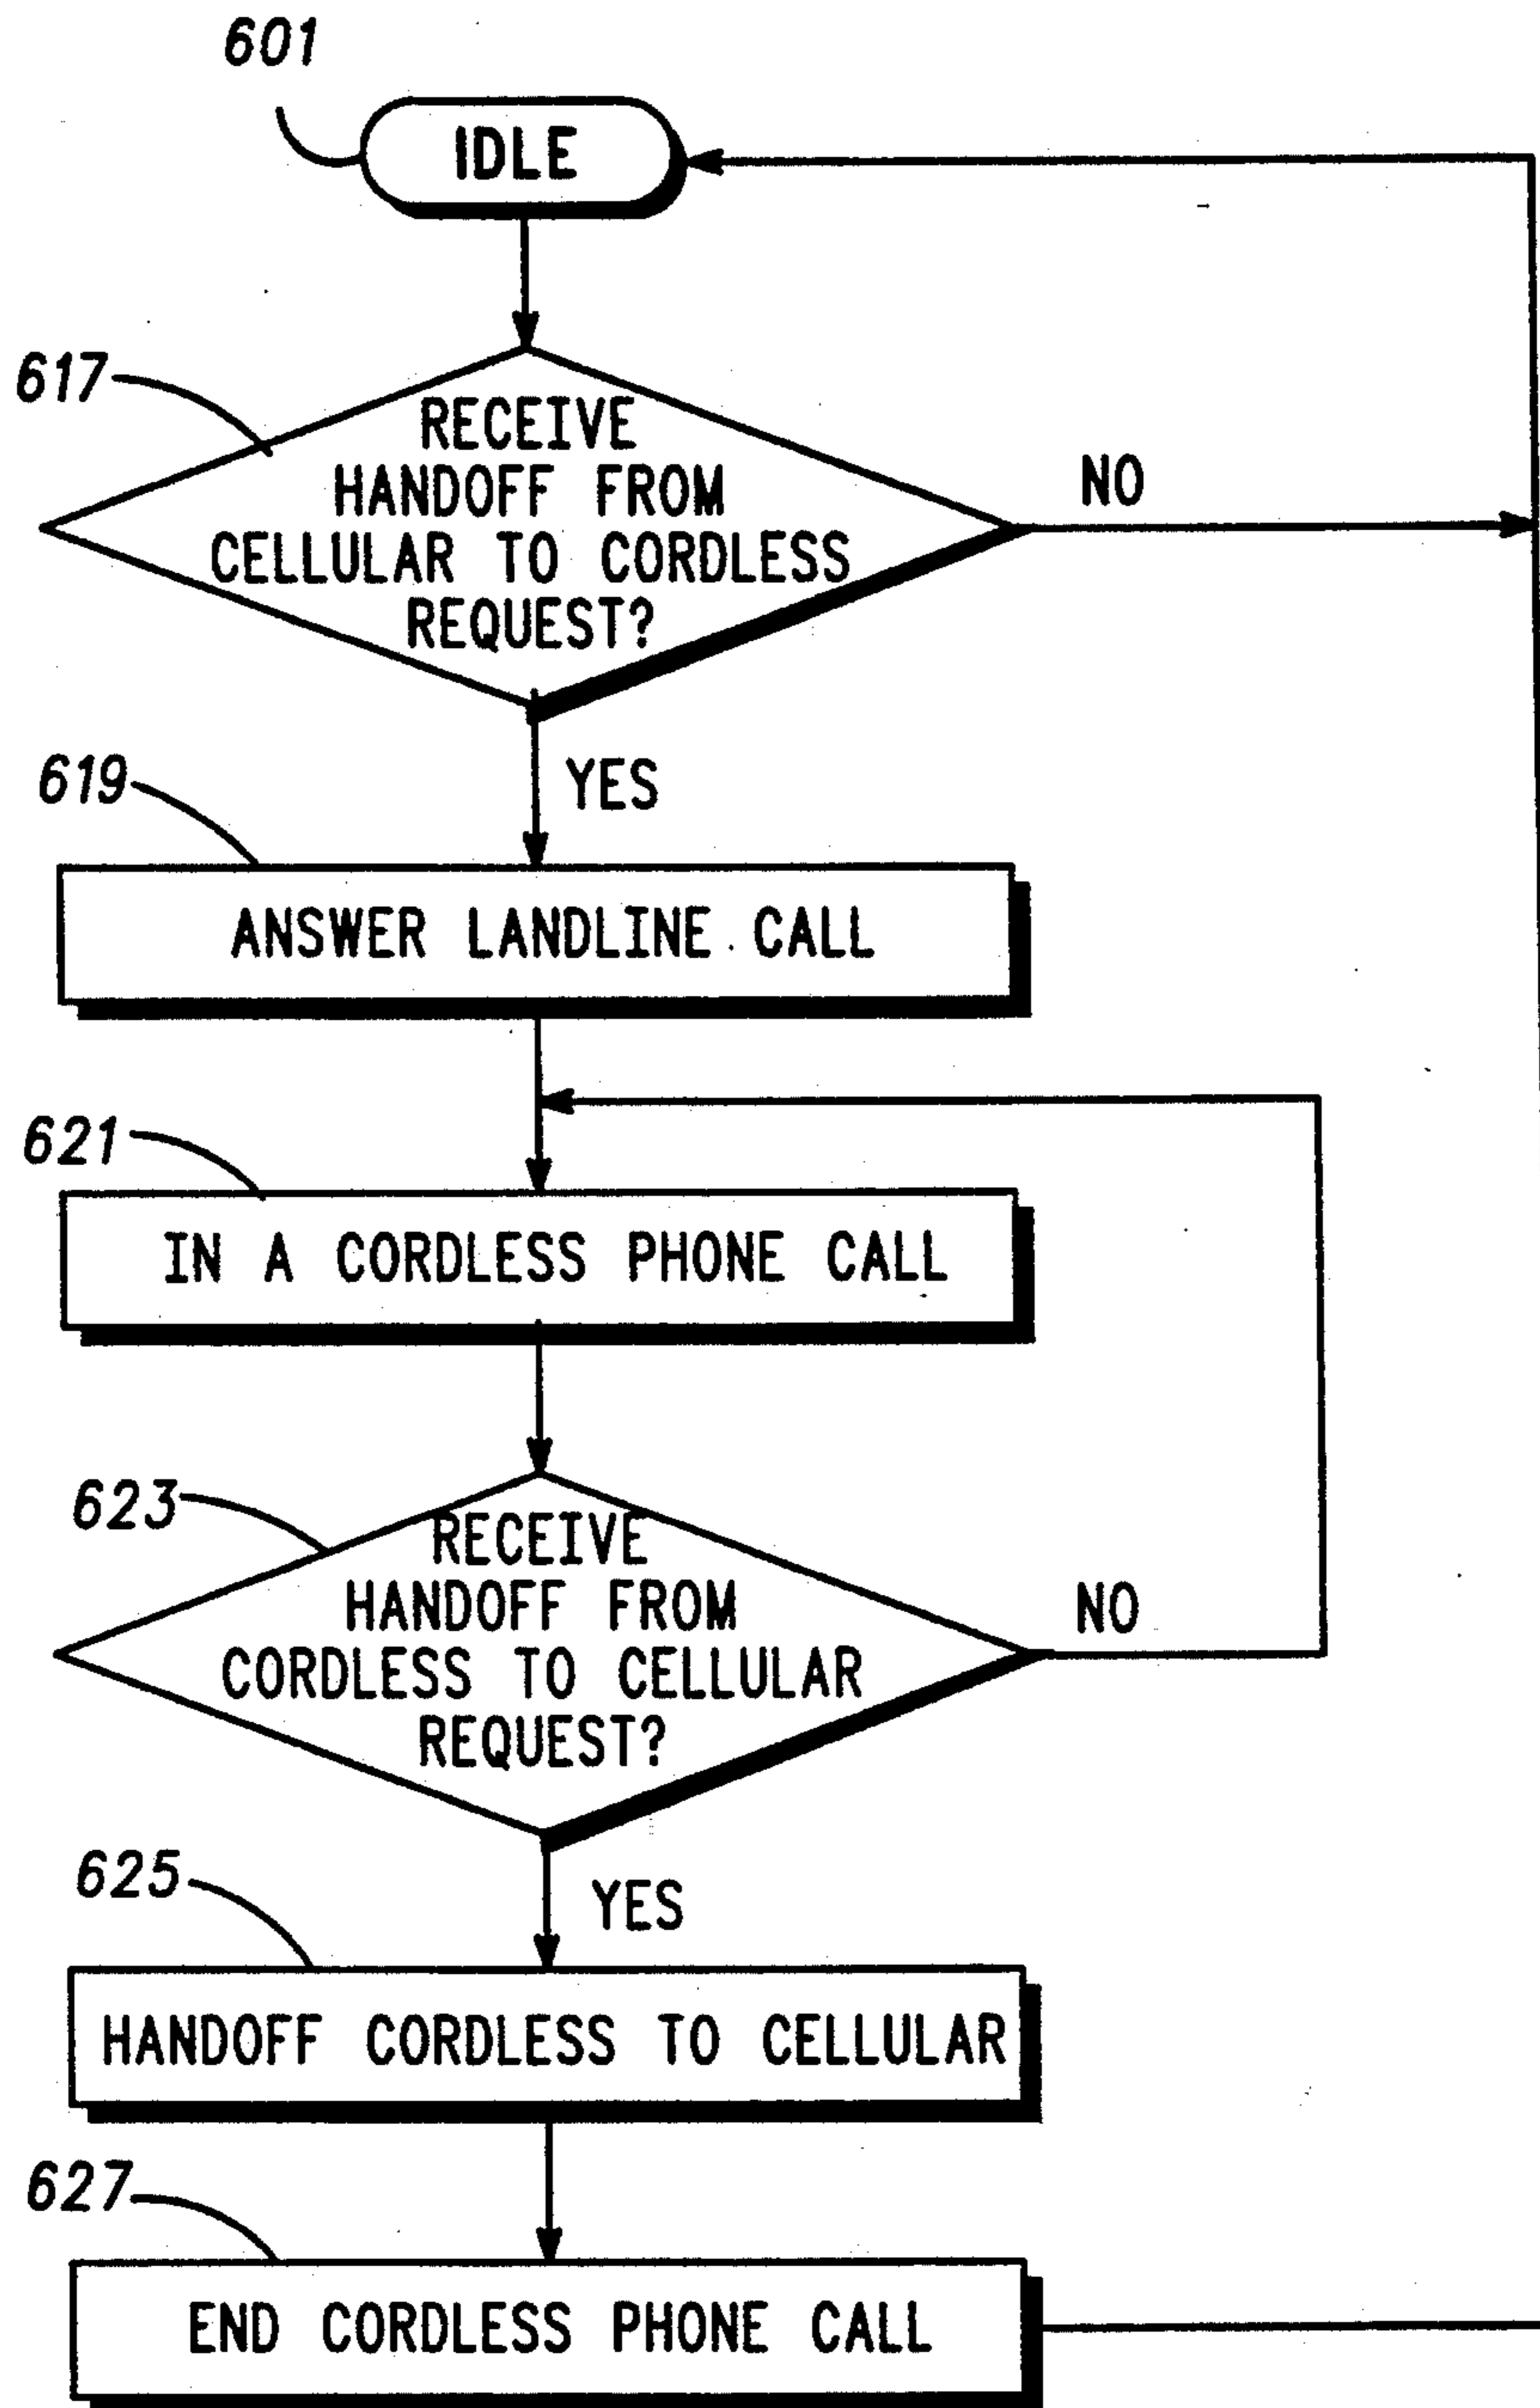 601
IDLE
617
RECEIVE
HANDOFF FROM
CELLULAR TO CORDLESS
REQUEST?
NO
YES
619
ANSWER LANDLINE CALL
621
IN A CORDLESS PHONE CALL
623
RECEIVE
HANDOFF FROM
CORDLESS TO CELLULAR
REQUEST?
NO
625
YES
HANDOFF CORDLESS TO CELLULAR
627
END CORDLESS PHONE CALL